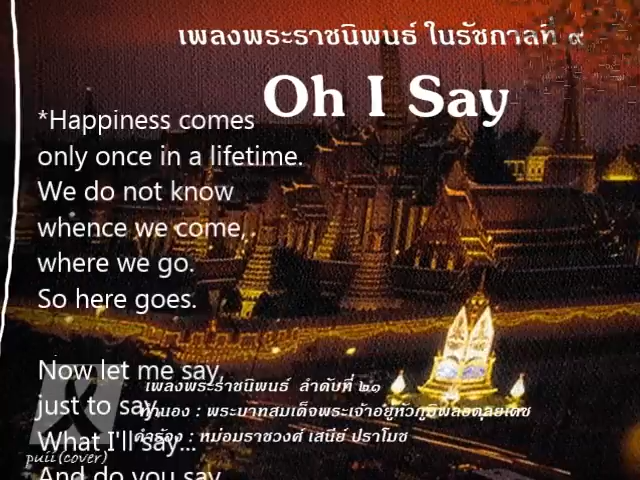 เพลงพระราชนิพนธ์ ในรัชกาลที่ ๙
Oh I Say
*Happiness comes
only once in a lifetime.
We do not know
whence we come,
where we go.
So here goes.
Now let me say,
just to say,
What I'll say...
And do you say
เพลงพระราชนิพนธ์ ลำดับที่ ๒๑
ทำนอง : พระบาทสมเด็จพระเจ้าอยู่หัวภูมิพลอดุลยเดช
คำร้อง : หม่อมราชวงศ์ เสนีย์ ปราโมช
puii (cover)